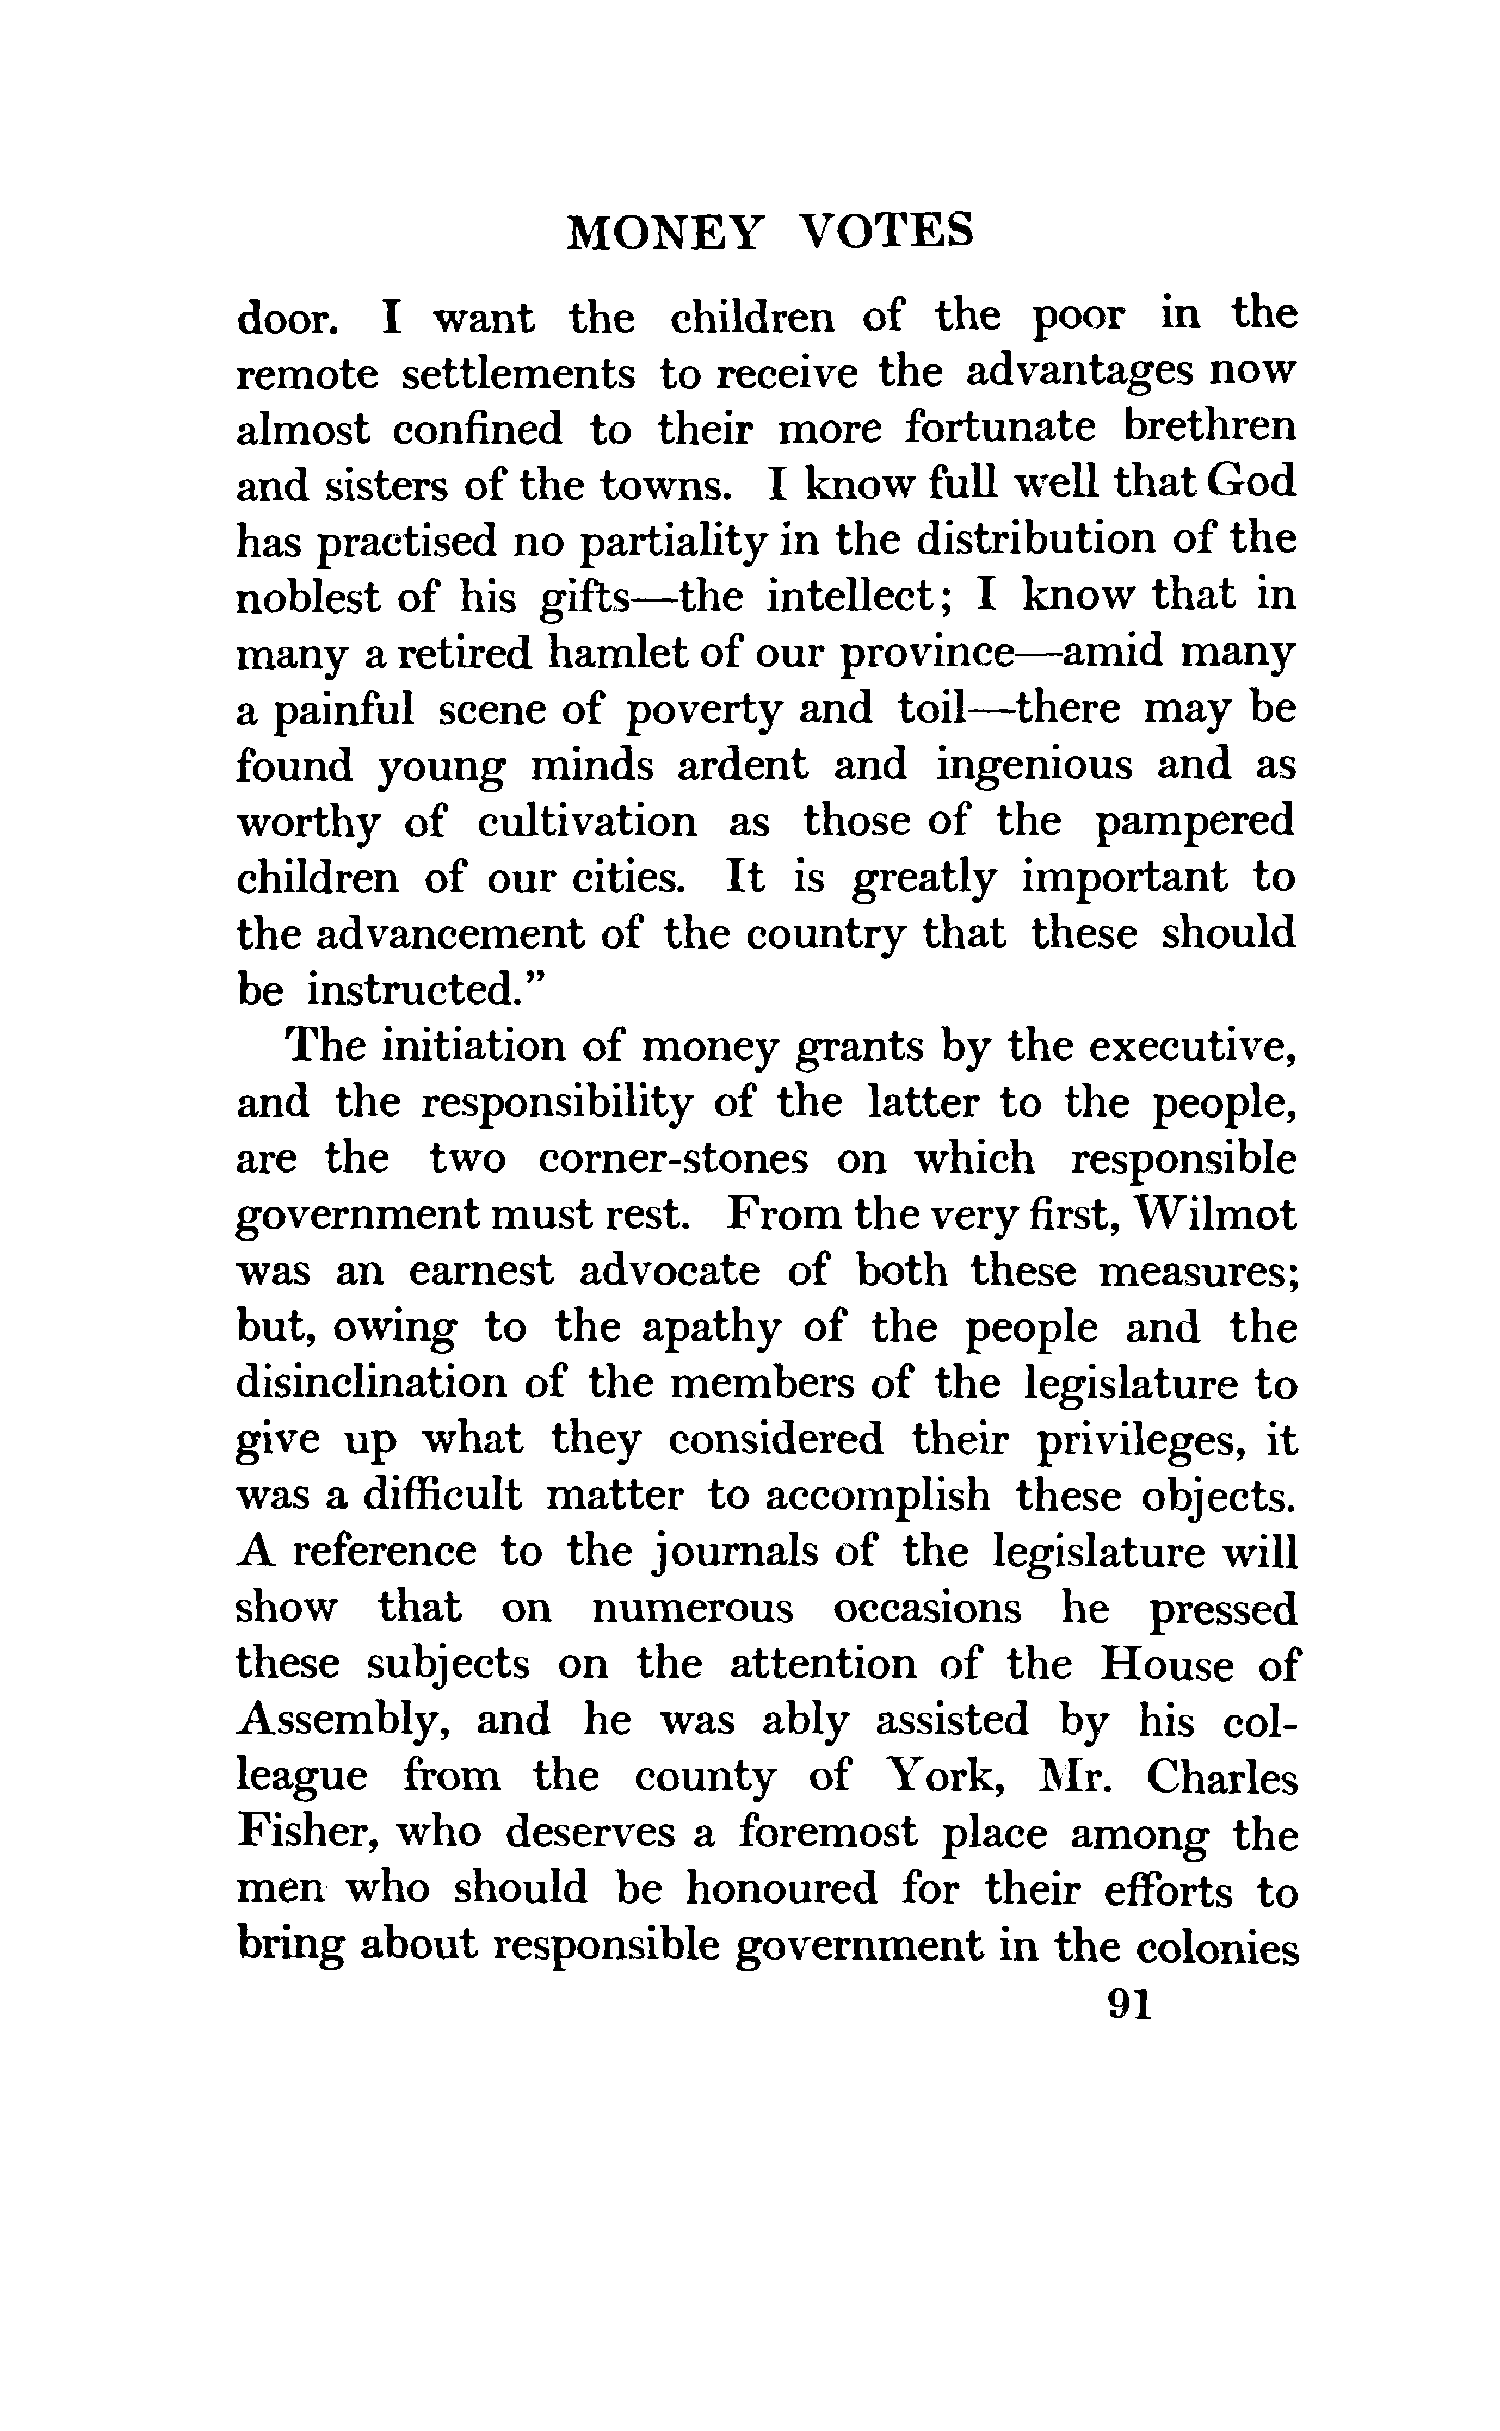 MONEY VOTES
door. I want the children of the poor in the
remote settlements to receive the advantages now
almost confined to their more fortunate brethren
and sisters of the towns. I know full well that God
has practised no partiality in the distribution of the
noblest of his gifts—the intellect; I know that in
many a retired hamlet of our province—amid many
a painful scene of poverty and toil—there may be
found young minds ardent and ingenious and as
worthy of cultivation as those of the pampered
children of our cities. It is greatly important to
the advancement of the country that these should
be instructed.”
The initiation of money grants by the executive,
and the responsibility of the latter to the people,
are the two corner-stones on which responsible
government must rest. From the very first, Wilmot
was an earnest advocate of both these measures;
but, owing to the apathy of the people and the
disinclination of the members of the legislature to
give up what they considered their privileges, it
was a difficult matter to accomplish these objects.
A reference to the journals of the legislature will
show that on numerous occasions he pressed
these subjects on the attention of the House of
Assembly, and he was ably assisted by his col-
league from the county of York, Mr. Charles
Fisher, who deserves a foremost place among the
men who should be honoured for their efforts to
bring about responsible government in the colonies
91